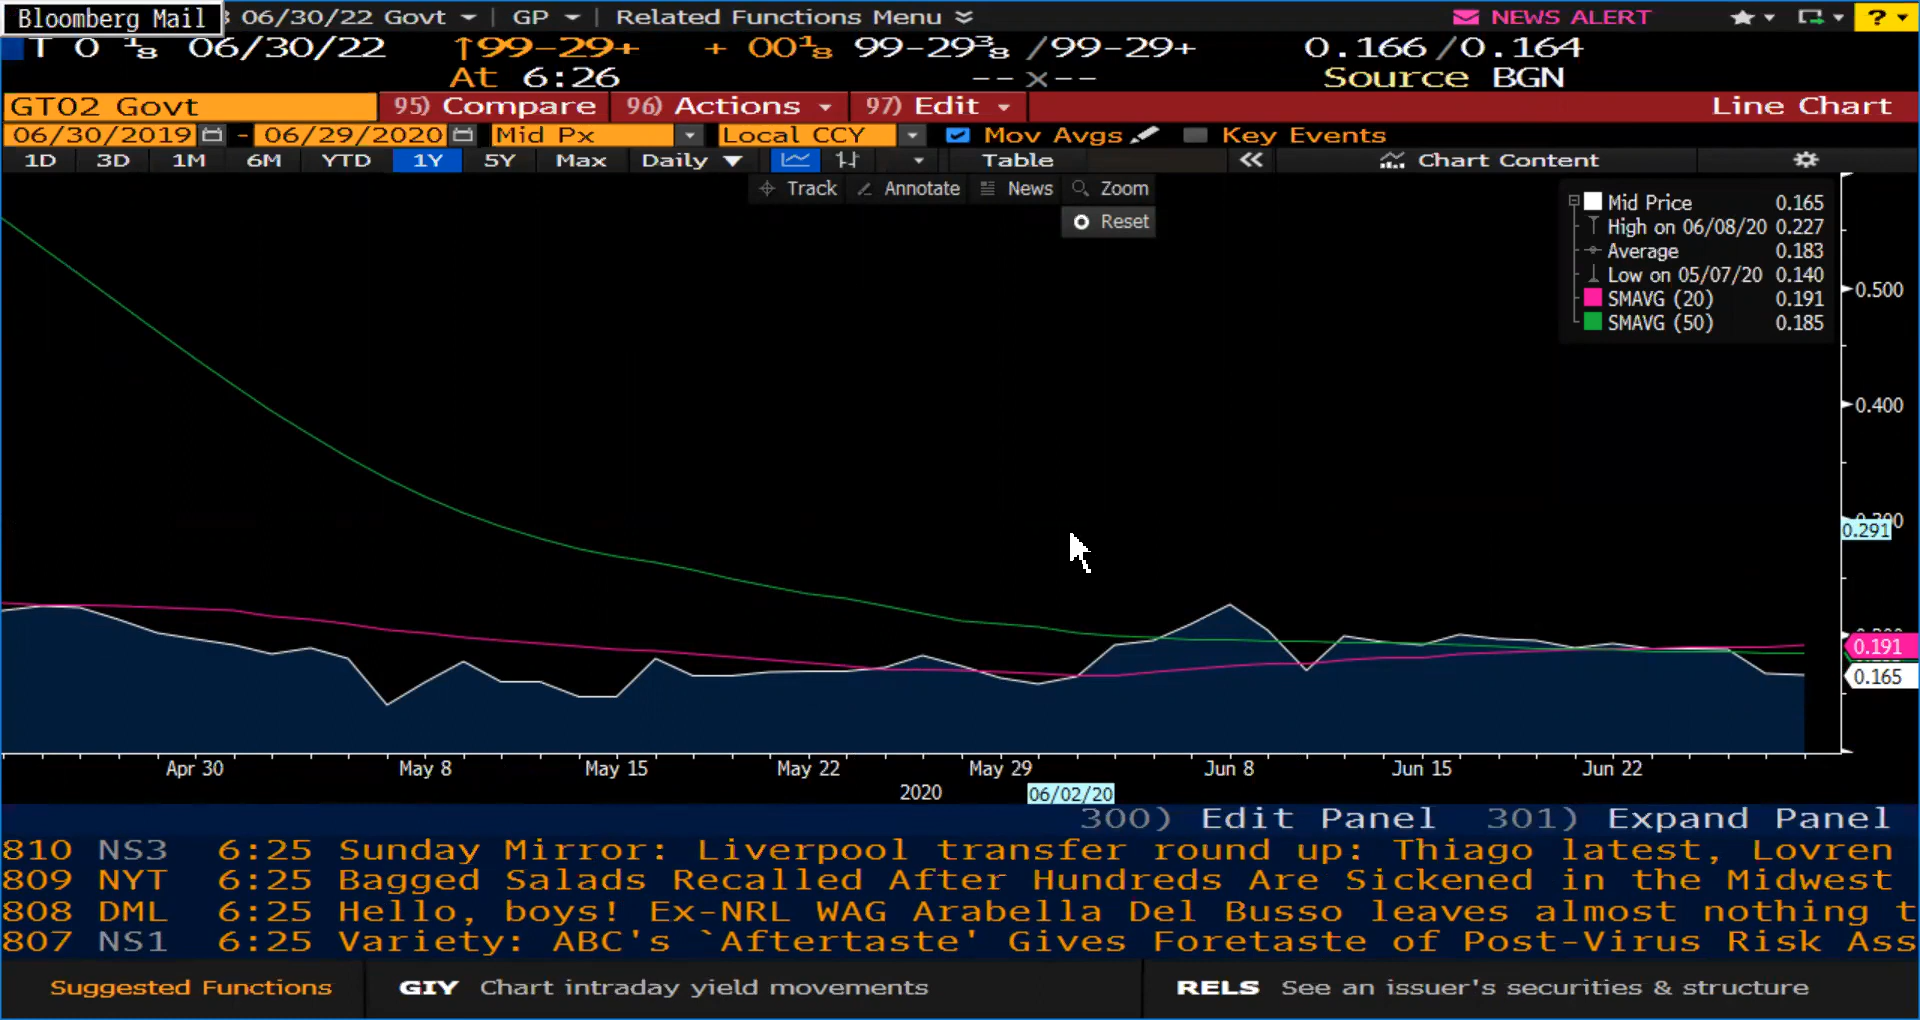 Bloomberg Mail 06/30/22 Govt GP Related Functions Menu NEWS ALERT ?
T 0 ⅛ 06/30/22 ↑99-29+ + 00⅛ 99-29⅜ /99-29+ 0.166/0.164
At 6:26 --x-- Source BGN
GT02 Govt 95) Compare 96) Actions 97) Edit Line Chart
06/30/2019 - 06/29/2020 Mid Px Local CCY Mov Avgs Key Events
1D 3D 1M 6M YTD 1Y 5Y Max Daily Table « Chart Content
Track Annotate News Zoom
Reset
Mid Price 0.165
High on 06/08/20 0.227
Average 0.183
Low on 05/07/20 0.140
SMAVG (20) 0.191
SMAVG (50) 0.185
0.500
0.400
0.291
0.191
0.165
Apr 30 May 8 May 15 May 22 May 29 Jun 8 Jun 15 Jun 22
2020 06/02/20
300) Edit Panel 301) Expand Panel
810 NS3 6:25 Sunday Mirror: Liverpool transfer round up: Thiago latest, Lovren
809 NYT 6:25 Bagged Salads Recalled After Hundreds Are Sickened in the Midwest
808 DML 6:25 Hello, boys! Ex-NRL WAG Arabella Del Busso leaves almost nothing t
807 NS1 6:25 Variety: ABC's `Aftertaste' Gives Foretaste of Post-Virus Risk Ass
Suggested Functions GIY Chart intraday yield movements RELS See an issuer's securities & structure